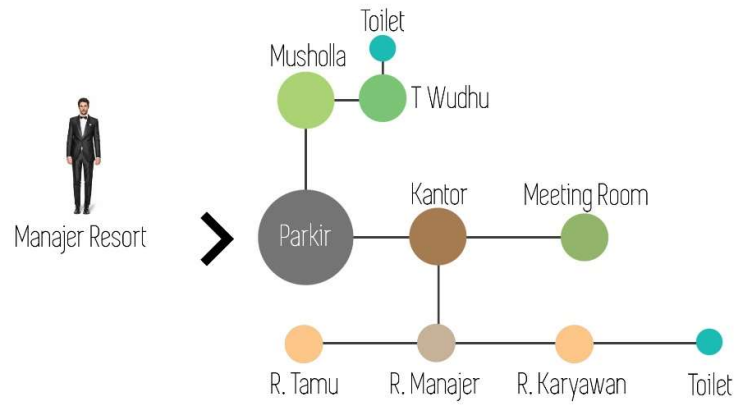 Toilet
Musholla
T Wudhu
Kantor
Meeting Room
Manajer Resort
Parkir
R. Tamu
R. Manajer
R. Karyawan
Toilet